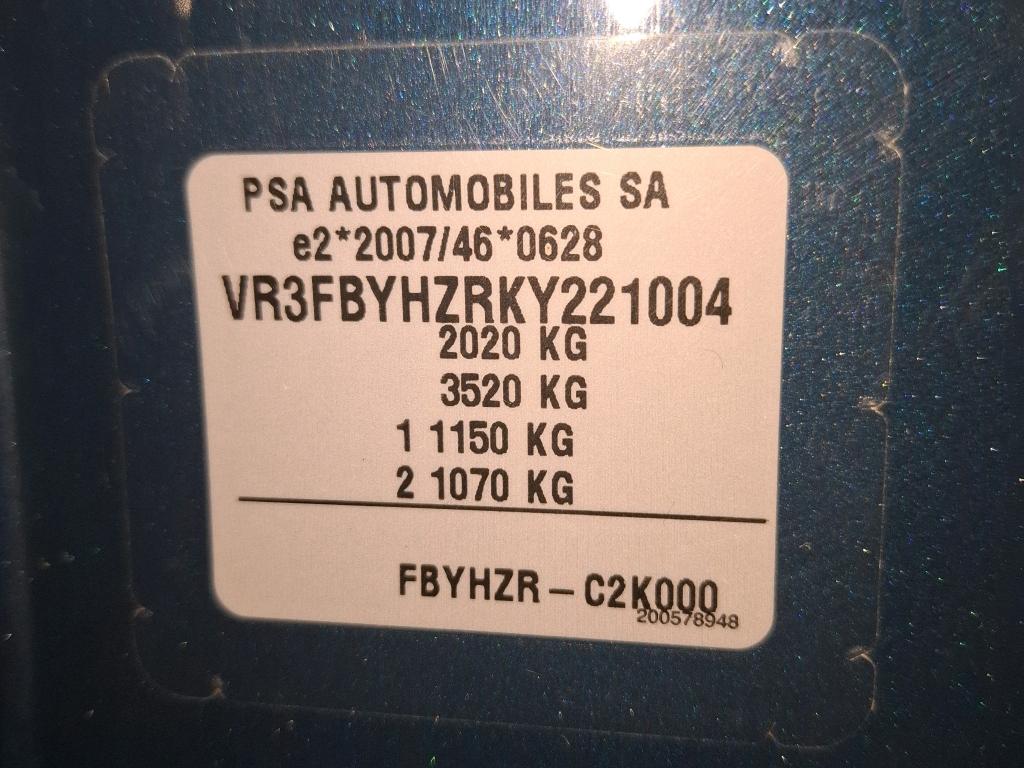 PSA AUTOMOBILES SA
e2*2007/46*0628
VR3FBYHZRKY221004
2020 KG
3520 KG
1 1150 KG
2 1070 KG
FBYHZR – C2K000
200578948